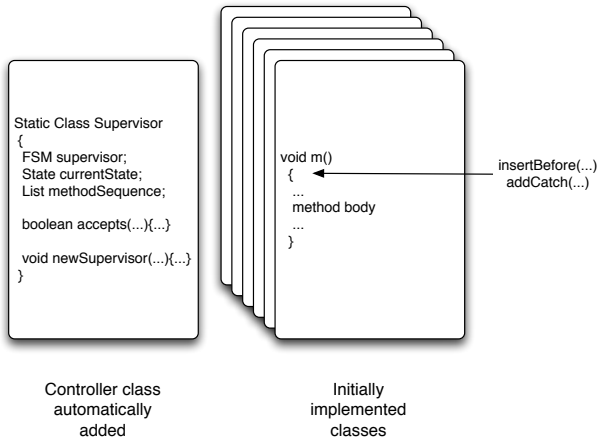 Static Class Supervisor
{
FSM supervisor;
State currentState;
List methodSequence;
boolean accepts(...){...}
void newSupervisor(...){...}
}
void m()
{
...
method body
...
}
insertBefore(...)
addCatch(...)
Controller class
automatically
added
Initially
implemented
classes